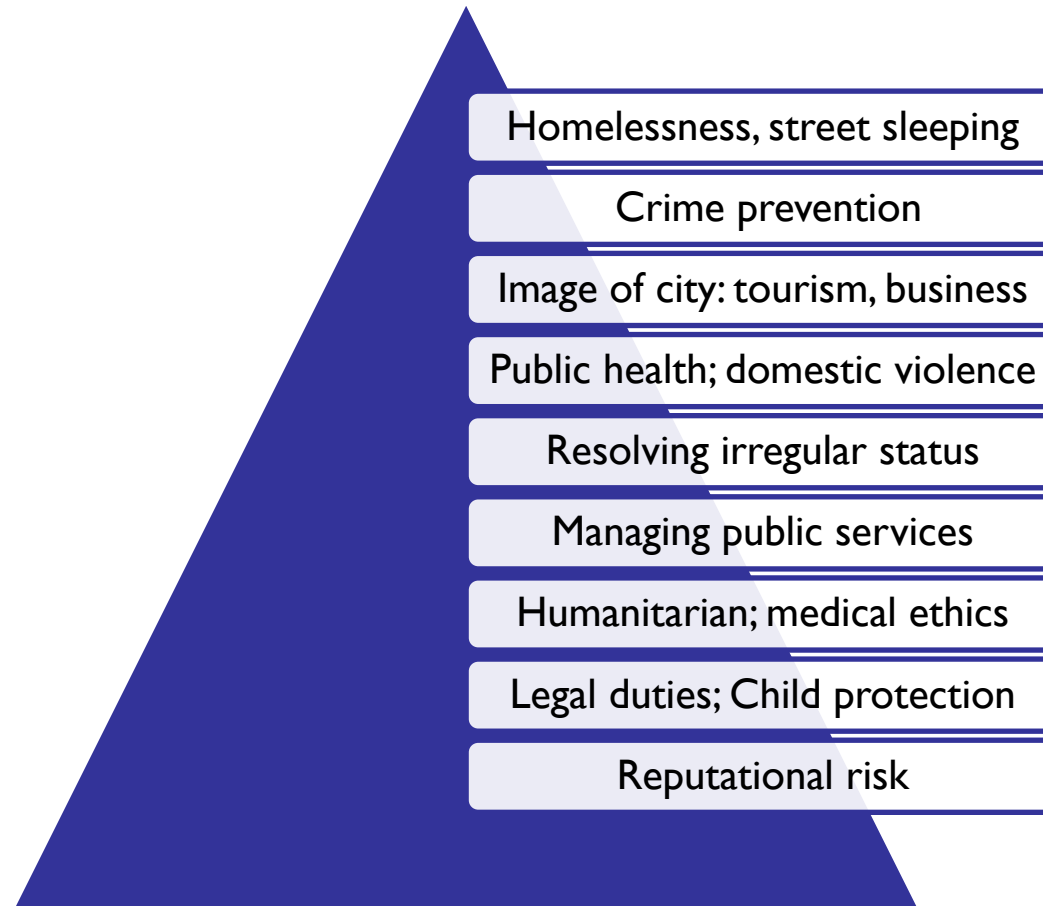 Homelessness, street sleeping
Crime prevention
Image of city: tourism, business
Public health; domestic violence
Resolving irregular status
Managing public services
Humanitarian; medical ethics
Legal duties; Child protection
Reputational risk